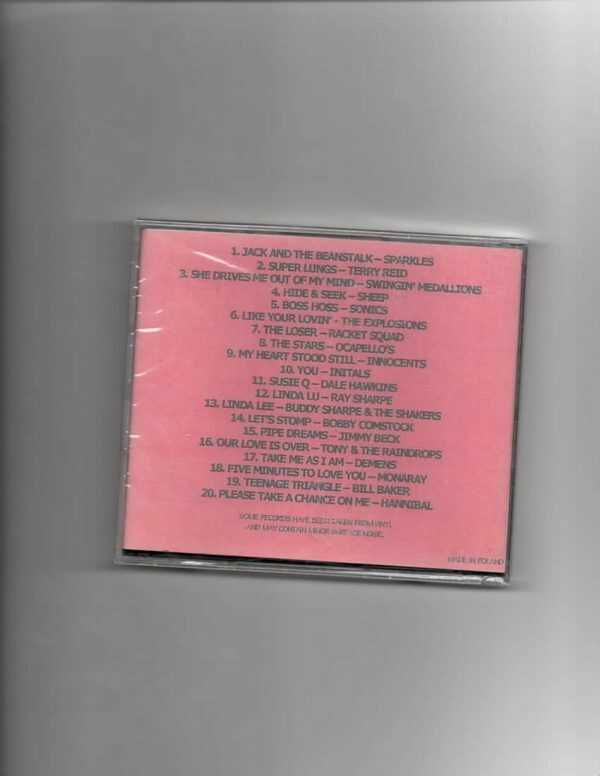 1. JACK AND THE BEANSTALK – SPARKLES
2. SUPER LUNGS – TERRY REID
3. SHE DRIVES ME OUT OF MY MIND – SWINGIN' MEDALLIONS
4. HIDE & SEEK – SHEEP
5. BOSS HOSS – SONICS
6. LIKE YOUR LOVIN' - THE EXPLOSIONS
7. THE LOSER – RACKET SQUAD
8. THE STARS – OCAPELLO'S
9. MY HEART STOOD STILL – INNOCENTS
10. YOU – INITALS
11. SUSIE Q – DALE HAWKINS
12. LINDA LU – RAY SHARPE
13. LINDA LEE – BUDDY SHARPE & THE SHAKERS
14. LET'S STOMP – BOBBY COMSTOCK
15. PIPE DREAMS – JIMMY BECK
16. OUR LOVE IS OVER – TONY & THE RAINDROPS
17. TAKE ME AS I AM – DEMENS
18. FIVE MINUTES TO LOVE YOU – MONARAY
19. TEENAGE TRIANGLE – BILL BAKER
20. PLEASE TAKE A CHANCE ON ME – HANNIBAL
SOME RECORDS HAVE BEEN TAKEN FROM VINYL
AND MAY CONTAIN MINOR SURFACE NOISE.
MADE IN POLAND